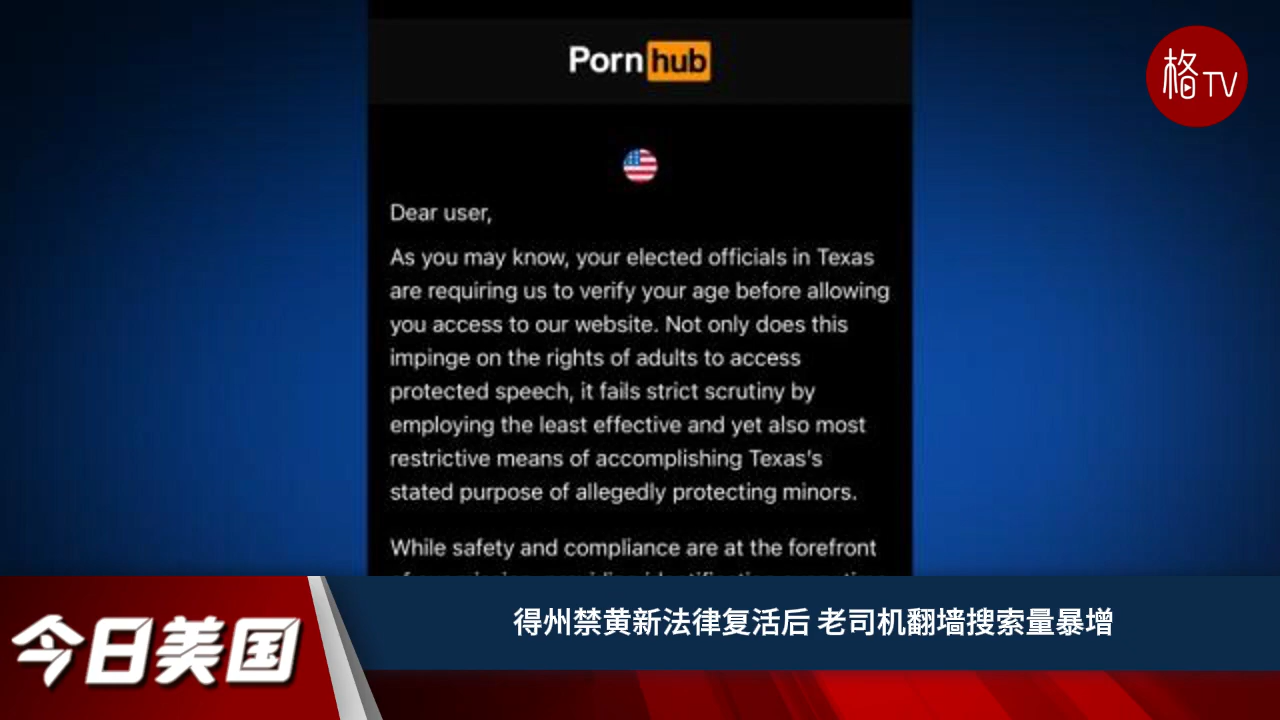 Pornhub
格TV
Dear user,
As you may know, your elected officials in Texas
are requiring us to verify your age before allowing
you access to our website. Not only does this
impinge on the rights of adults to access
protected speech, it fails strict scrutiny by
employing the least effective and yet also most
restrictive means of accomplishing Texas's
stated purpose of allegedly protecting minors.
While safety and compliance are at the forefront
得州禁黄新法律复活后 老司机翻墙搜索量暴增
今日美国